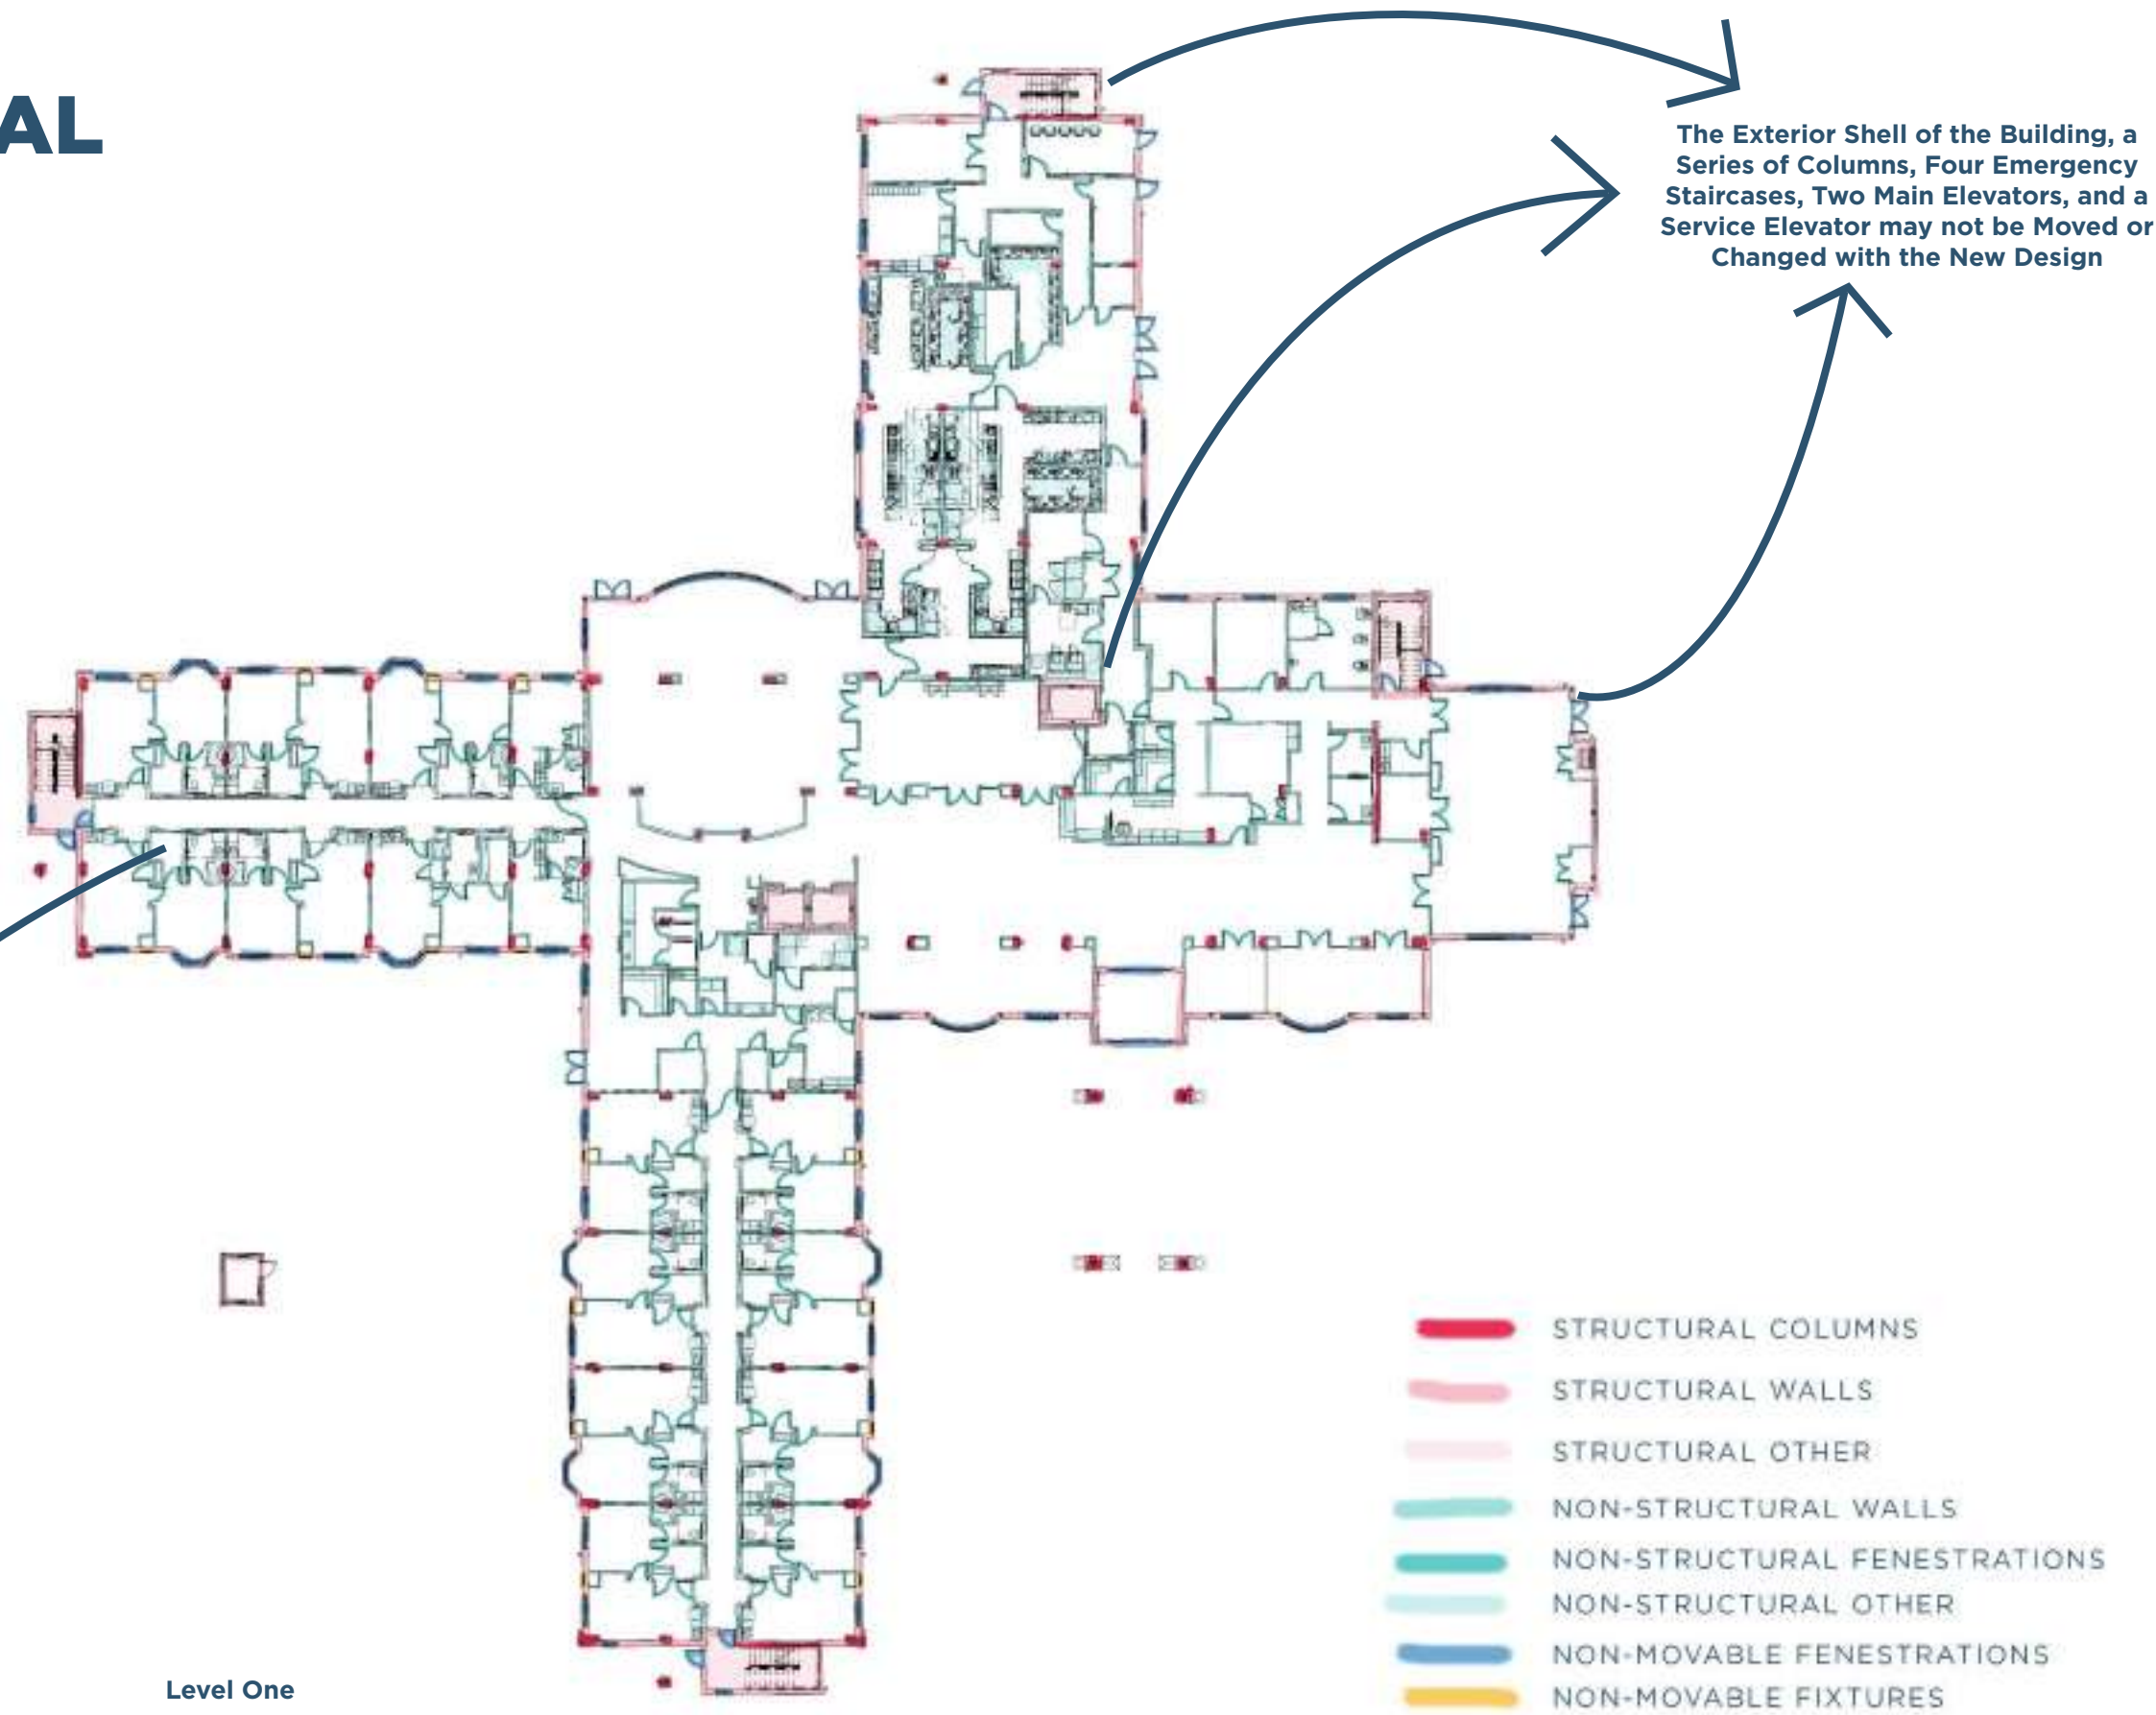 AL
The Exterior Shell of the Building, a
Series of Columns, Four Emergency
Staircases, Two Main Elevators, and a
Service Elevator may not be Moved or
Changed with the New Design
STRUCTURAL COLUMNS
STRUCTURAL WALLS
STRUCTURAL OTHER
NON-STRUCTURAL WALLS
NON-STRUCTURAL FENESTRATIONS
NON-STRUCTURAL OTHER
NON-MOVABLE FENESTRATIONS
NON-MOVABLE FIXTURES
Level One